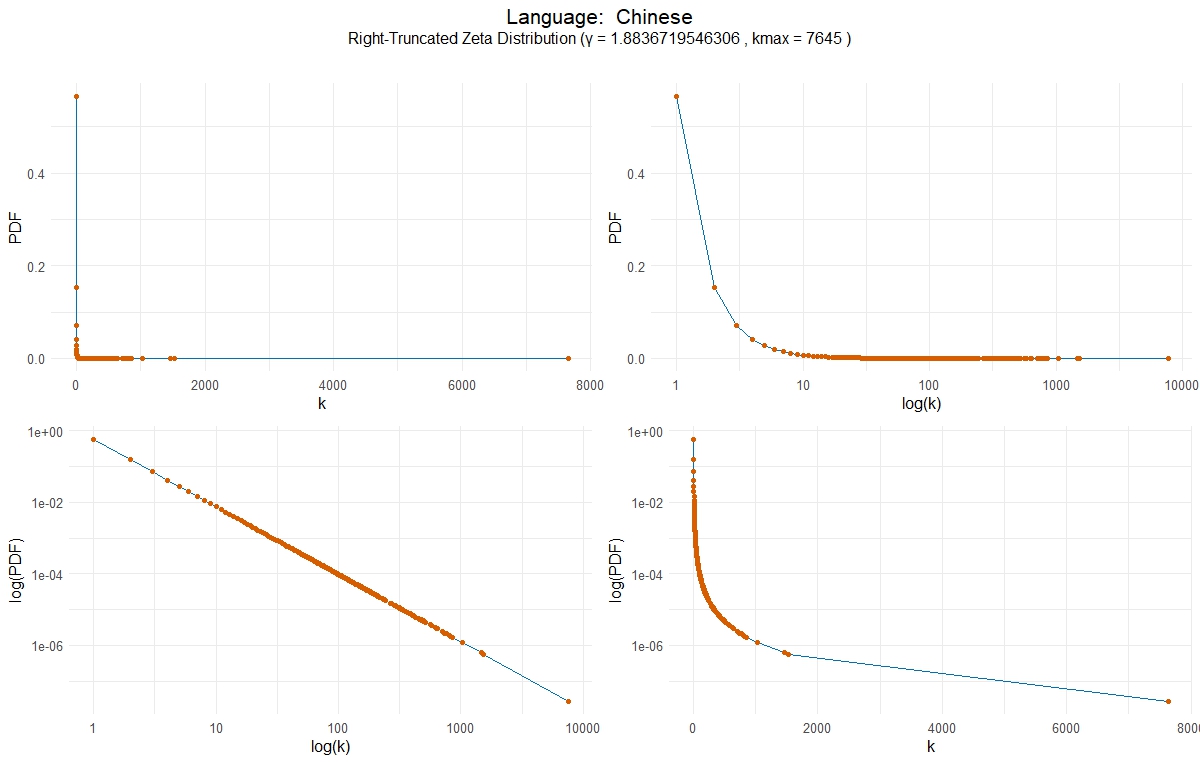 Language:  Chinese
Right-Truncated Zeta Distribution (γ = 1.8836719546306 , kmax = 7645 )
PDF
0.4
0.2
0.0
0 2000 4000 6000 8000
k
PDF
0.4
0.2
0.0
1 10 100 1000 10000
log(k)
log(PDF)
1e+00
1e-02
1e-04
1e-06
1 10 100 1000 10000
log(k)
log(PDF)
1e+00
1e-02
1e-04
1e-06
0 2000 4000 6000 8000
k